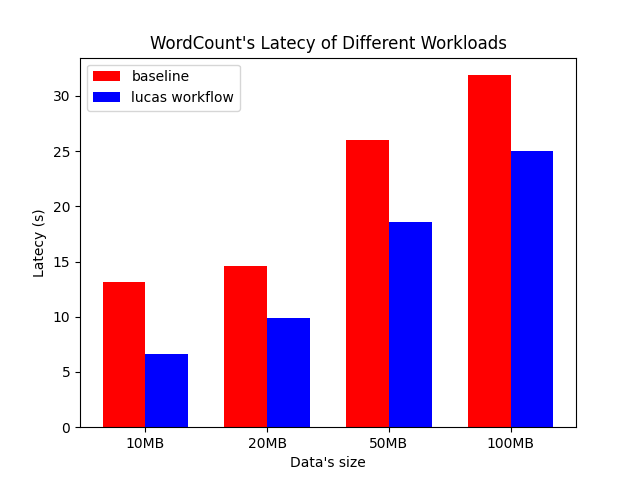 WordCount's Latecy of Different Workloads
baseline
lucas workflow
Latecy (s)
30
25
20
15
10
5
0
10MB
20MB
50MB
100MB
Data's size